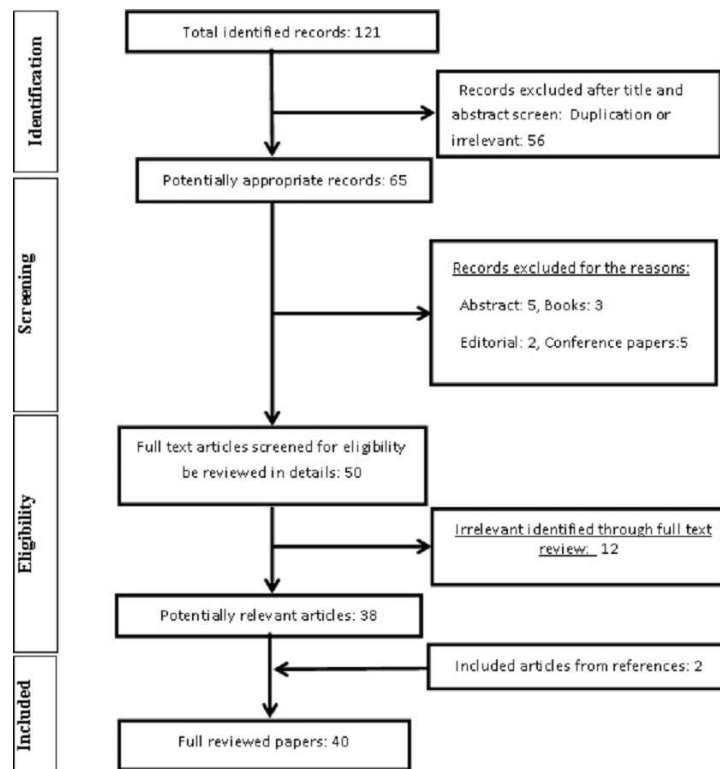 Identification
Total identified records: 121
Records excluded after title and
abstract screen: Duplication or
irrelevant: 56
Potentially appropriate records: 65
Screening
Records excluded for the reasons:
Abstract: 5, Books: 3
Editorial: 2, Conference papers:5
Eligibility
Full text articles screened for eligibility
be reviewed in details: 50
Irrelevant identified through full text
review: 12
Potentially relevant articles: 38
Included
Included articles from references: 2
Full reviewed papers: 40